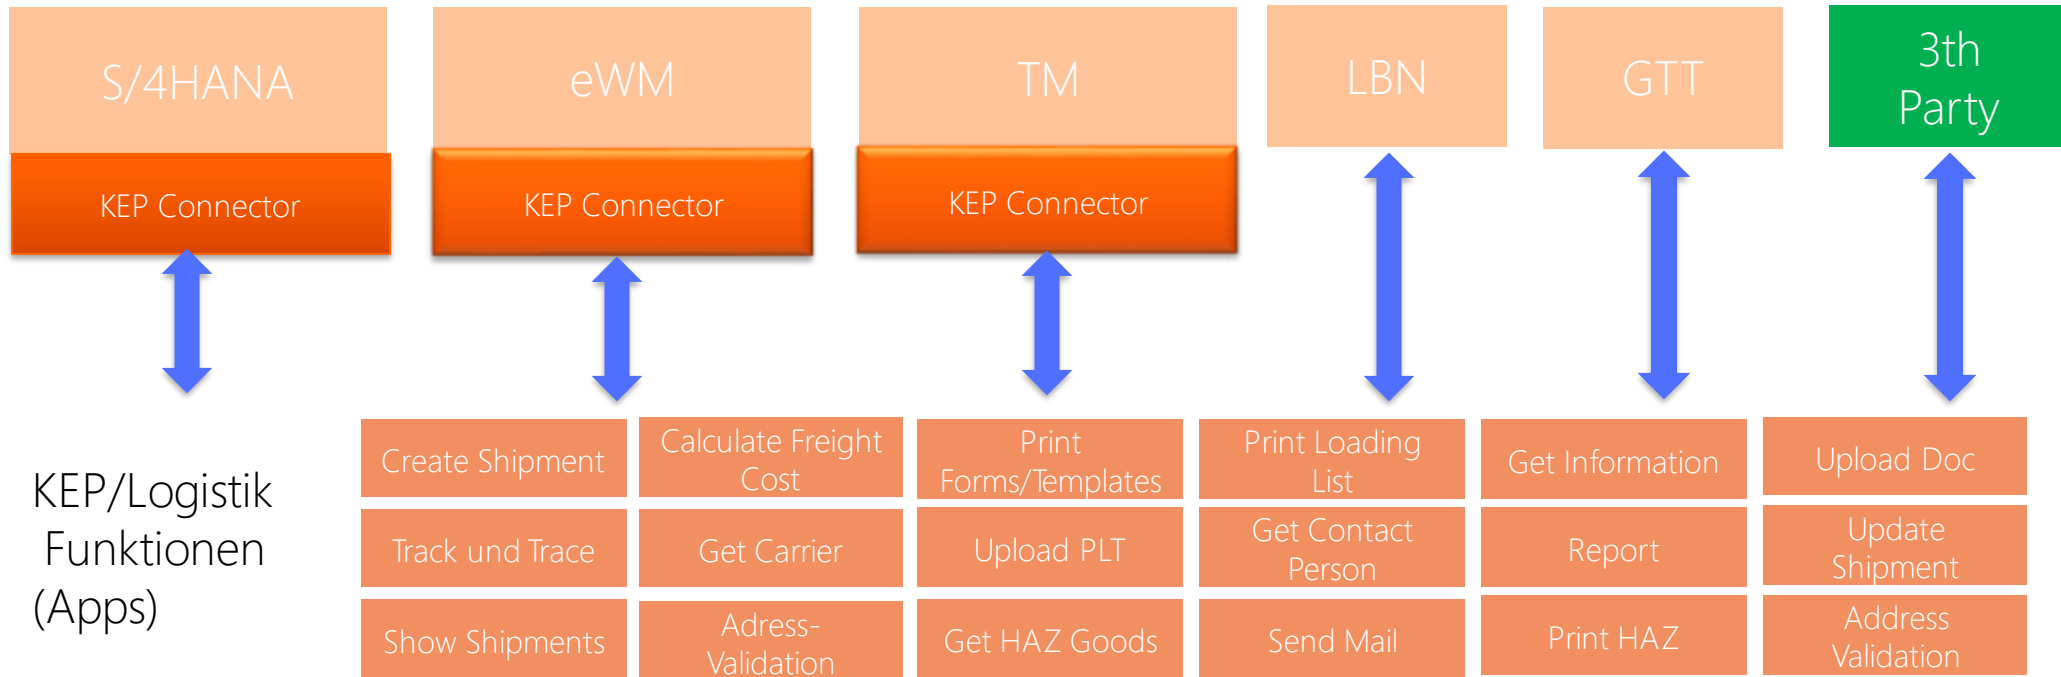 S/4HANA
eWM
TM
LBN
GTT
3th
Party
KEP Connector
KEP Connector
KEP Connector
KEP/Logistik
Funktionen
(Apps)
Create Shipment
Calculate Freight
Cost
Print
Forms/Templates
Print Loading
List
Get Information
Upload Doc
Track und Trace
Get Carrier
Upload PLT
Get Contact
Person
Report
Update
Shipment
Show Shipments
Adress-
Validation
Get HAZ Goods
Send Mail
Print HAZ
Address
Validation